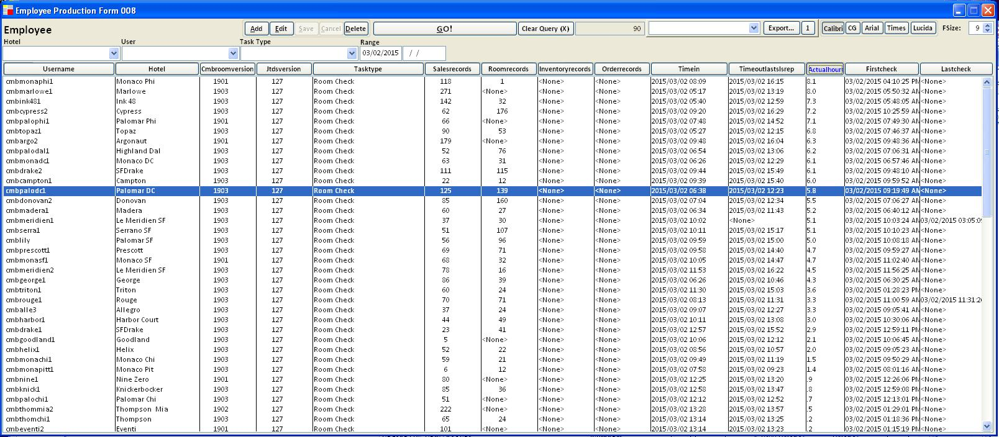 Employee Production Form 008
Employee Add Edit Save Cancel Delete GO! Clear Query (X) 90 Export... 1 Calibri CG Arial Times Lucida FSize: 9
Hotel User Task Type Range
03/02/2015 / /
Username Hotel Cmbroomversion Jtdsversion Tasktype Salesrecords Roomrecords Inventoryrecords Orderrecords Timein Timeoutlastslsrep Actualhour Firstcheck Lastcheck
cmbmonaphi1 Monaco Phi 1901 127 Room Check 118 1 <None> <None> 2015/03/02 08:09 2015/03/02 16:15 8.1 03/02/2015 04:10:25 PM <None>
cmbmarlowe1 Marlowe 1903 127 Room Check 271 <None> <None> <None> 2015/03/02 05:17 2015/03/02 13:19 8.0 03/02/2015 05:50:32 AM <None>
cmbink481 Ink 48 1903 127 Room Check 142 32 <None> <None> 2015/03/02 05:40 2015/03/02 12:59 7.3 03/02/2015 05:48:05 AM <None>
cmbcypress2 Cypress 1903 127 Room Check 62 176 <None> <None> 2015/03/02 09:20 2015/03/02 16:29 7.2 03/02/2015 10:25:59 AM <None>
cmbpalophi1 Palomar Phi 1901 127 Room Check 66 <None> <None> <None> 2015/03/02 07:48 2015/03/02 14:52 7.1 03/02/2015 07:49:30 AM <None>
cmbtopaz1 Topaz 1903 127 Room Check 90 53 <None> <None> 2015/03/02 05:27 2015/03/02 12:15 6.8 03/02/2015 07:46:37 AM <None>
cmbargo2 Argonaut 1901 127 Room Check 179 <None> <None> <None> 2015/03/02 09:48 2015/03/02 16:04 6.3 03/02/2015 09:48:36 AM <None>
cmbpalodal1 Highland Dal 1903 127 Room Check 52 76 <None> <None> 2015/03/02 06:54 2015/03/02 13:06 6.2 03/02/2015 07:06:31 AM <None>
cmbmonadc1 Monaco DC 1903 127 Room Check 63 31 <None> <None> 2015/03/02 06:26 2015/03/02 12:29 6.1 03/02/2015 06:57:46 AM <None>
cmbdrake2 SFDrake 1903 127 Room Check 111 115 <None> <None> 2015/03/02 09:44 2015/03/02 15:49 6.1 03/02/2015 09:48:10 AM <None>
cmbcampton1 Campton 1903 127 Room Check 22 12 <None> <None> 2015/03/02 09:39 2015/03/02 15:40 6.0 03/02/2015 09:59:52 AM <None>
cmbpalodc1 Palomar DC 1903 127 Room Check 125 139 <None> <None> 2015/03/02 06:38 2015/03/02 12:23 5.8 03/02/2015 09:19:49 AM <None>
cmbdonovan2 Donovan 1903 127 Room Check 85 160 <None> <None> 2015/03/02 07:04 2015/03/02 12:34 5.5 03/02/2015 07:06:27 AM <None>
cmbmadera1 Madera 1903 127 Room Check 60 27 <None> <None> 2015/03/02 06:34 2015/03/02 11:43 5.2 03/02/2015 06:40:12 AM <None>
cmbmeridien1 Le Meridien SF 1903 127 Room Check 37 30 <None> <None> 2015/03/02 10:02 <None> 5.1 03/02/2015 10:03:24 AM 03/02/2015 03:05:09
cmbserra1 Serrano SF 1903 127 Room Check 51 107 <None> <None> 2015/03/02 10:11 2015/03/02 15:17 5.1 03/02/2015 10:10:23 AM <None>
cmblily Palomar SF 1903 127 Room Check 56 96 <None> <None> 2015/03/02 09:59 2015/03/02 15:00 5.0 03/02/2015 10:08:18 AM <None>
cmbprescott1 Prescott 1903 127 Room Check 69 71 <None> <None> 2015/03/02 09:58 2015/03/02 14:40 4.7 03/02/2015 09:59:27 AM <None>
cmbmonasf1 Monaco SF 1901 127 Room Check 68 32 <None> <None> 2015/03/02 10:05 2015/03/02 14:47 4.7 03/02/2015 11:02:40 AM <None>
cmbmeridien2 Le Meridien SF 1903 127 Room Check 78 16 <None> <None> 2015/03/02 11:53 2015/03/02 16:22 4.5 03/02/2015 11:56:25 AM <None>
cmbgeorge1 George 1903 127 Room Check 86 39 <None> <None> 2015/03/02 06:26 2015/03/02 10:46 4.3 03/02/2015 06:30:25 AM <None>
cmbtriton1 Triton 1903 127 Room Check 60 24 <None> <None> 2015/03/02 11:30 2015/03/02 15:03 3.6 03/02/2015 01:28:23 PM <None>
cmbrouge1 Rouge 1903 127 Room Check 70 71 <None> <None> 2015/03/02 08:13 2015/03/02 11:31 3.3 03/02/2015 11:00:59 AM 03/02/2015 11:31:26
cmballe3 Allegro 1903 127 Room Check 37 24 <None> <None> 2015/03/02 09:07 2015/03/02 12:27 3.3 03/02/2015 09:05:41 AM <None>
cmbharbor1 Harbor Court 1903 127 Room Check 44 49 <None> <None> 2015/03/02 10:11 2015/03/02 13:08 3.0 03/02/2015 10:30:06 AM <None>
cmbdrake1 SFDrake 1903 127 Room Check 23 41 <None> <None> 2015/03/02 12:57 2015/03/02 15:52 2.9 03/02/2015 12:59:11 PM <None>
cmbgoodland1 Goodland 1903 127 Room Check 5 <None> <None> <None> 2015/03/02 10:06 2015/03/02 12:12 2.1 03/02/2015 10:06:45 AM <None>
cmbhelix1 Helix 1903 127 Room Check 52 22 <None> <None> 2015/03/02 08:56 2015/03/02 10:57 2.0 03/02/2015 09:05:23 AM <None>
cmbmonachi1 Monaco Chi 1903 127 Room Check 59 21 <None> <None> 2015/03/02 09:49 2015/03/02 11:19 1.5 03/02/2015 09:50:29 AM <None>
cmbmonapitt1 Monaco Pit 1903 127 Room Check 6 12 <None> <None> 2015/03/02 07:58 2015/03/02 09:23 1.4 03/02/2015 08:01:16 AM <None>
cmbnine1 Nine Zero 1901 127 Room Check 80 <None> <None> <None> 2015/03/02 12:25 2015/03/02 13:20 .9 03/02/2015 12:26:06 PM <None>
cmbknick1 Knickerbocker 1903 127 Room Check 85 36 <None> <None> 2015/03/02 12:58 2015/03/02 13:47 .8 03/02/2015 12:59:08 PM <None>
cmbpalochi1 Palomar Chi 1903 127 Room Check 51 <None> <None> <None> 2015/03/02 12:12 2015/03/02 12:52 .7 03/02/2015 12:13:01 PM <None>
cmbthommia2 Thompson Mia 1902 127 Room Check 222 <None> <None> <None> 2015/03/02 13:28 2015/03/02 13:57 .5 03/02/2015 01:29:01 PM <None>
cmbthomchi1 Thompson 1903 127 Room Check 65 24 <None> <None> 2015/03/02 13:14 2015/03/02 13:25 .2 03/02/2015 01:18:36 PM <None>
cmbeventi2 Eventi 1901 127 Room Check 101 <None> <None> <None> 2015/03/02 13:14 2015/03/02 13:23 .2 03/02/2015 01:15:19 PM <None>